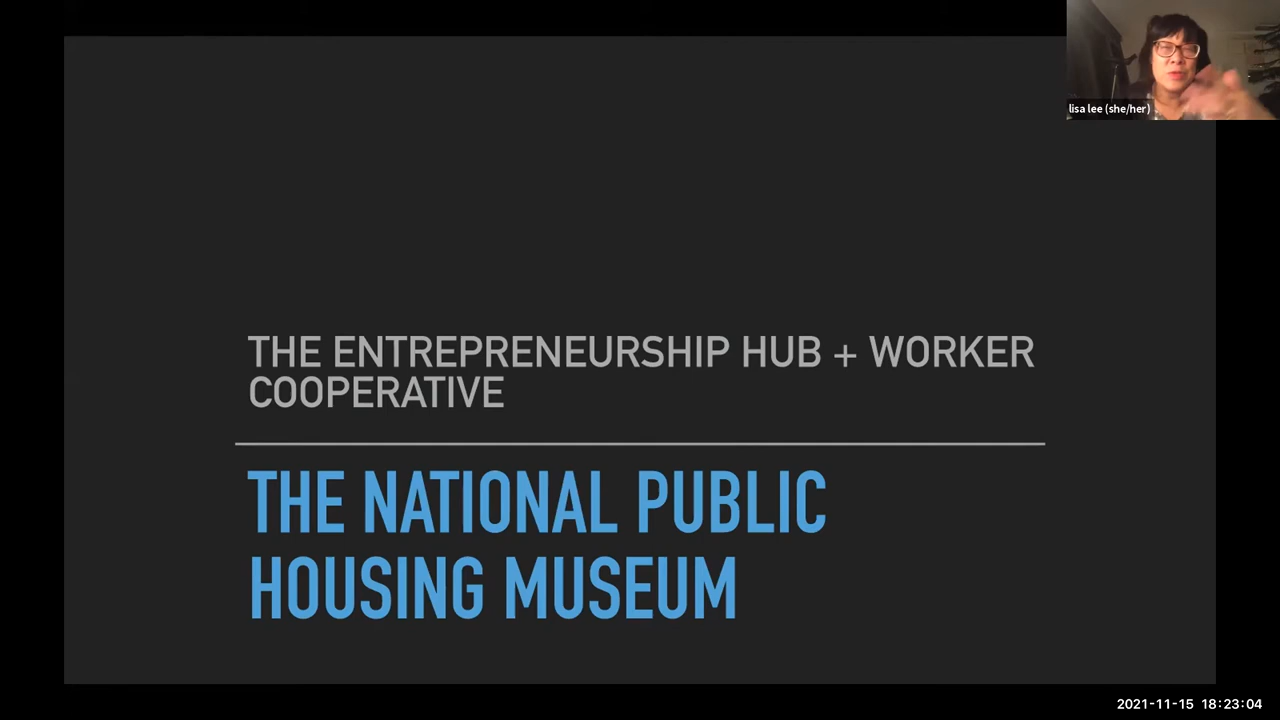 lisa lee (she/her)
THE ENTREPRENEURSHIP HUB + WORKER
COOPERATIVE
THE NATIONAL PUBLIC
HOUSING MUSEUM
2021-11-15 18:23:04